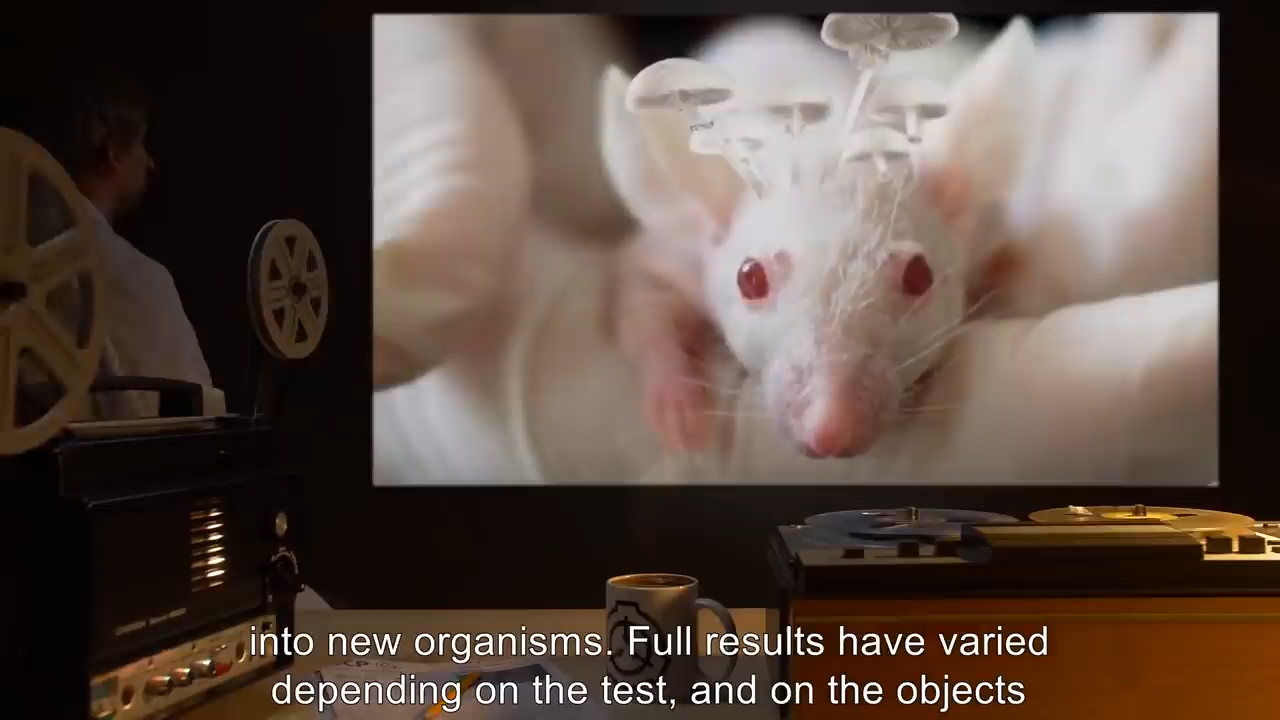 into new organisms. Full results have varied
depending on the test, and on the objects